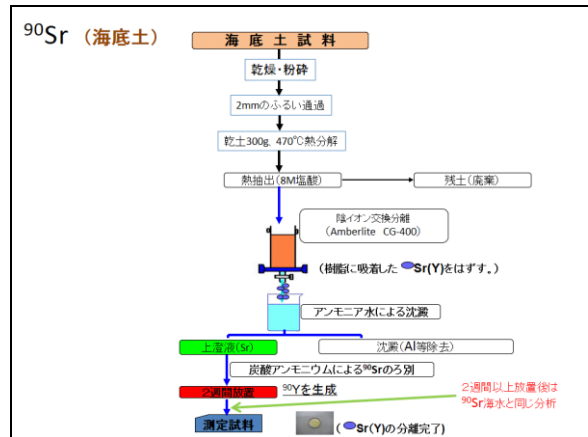 90Sr (海底土)
海底土試料
乾燥・粉砕
2mmのふるい通過
乾土300g, 470℃熱分解
熱抽出(8M塩酸)
残土(廃棄)
陰イオン交換分離
(Amberlite CG-400)
(樹脂に吸着した Sr(Y)をはずす。)
アンモニア水による沈澱
上澄液(Sr)
沈澱(Al等除去)
炭酸アンモニウムによる90Srのろ別
2週間放置
90Yを生成
2週間以上放置後は
90Sr海水と同じ分析
測定試料
( Sr(Y)の分離完了)